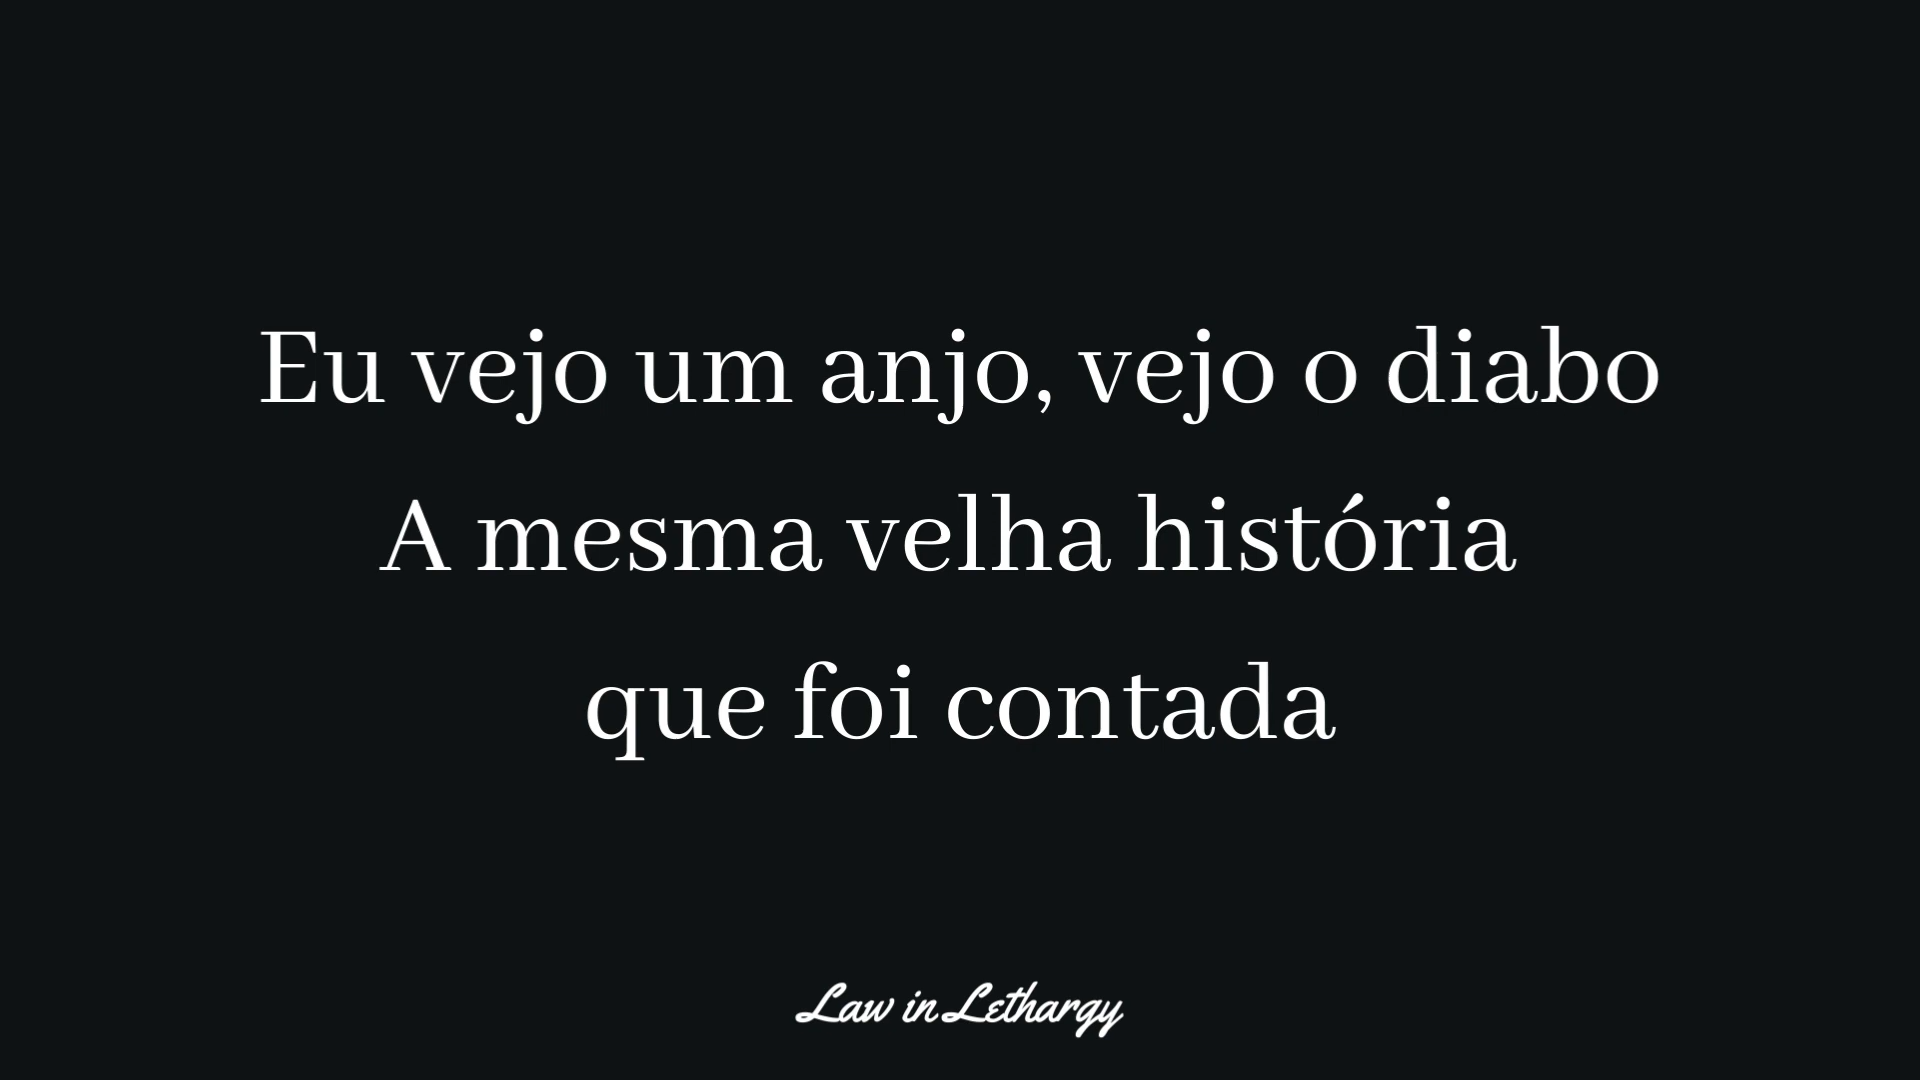 Eu vejo um anjo, vejo o diabo
A mesma velha história
que foi contada
Law in Lethargy